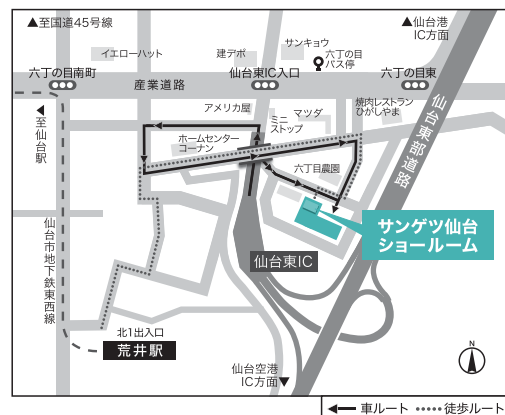 ▲至国道45号線
▲仙台港
IC方面
イエローハット
建デポ
サンキョウ
六丁の目
バス停
六丁の目南町
産業道路
仙台東IC入口
六丁の目東
▲至仙台駅
アメリカ屋
ミニ
ストップ
マツダ
焼肉レストラン
ひがしやま
仙台東部道路
ホームセンター
コーナン
六丁目農園
サンゲツ仙台
ショールーム
仙台市地下鉄東西線
仙台東IC
北1出入口
荒井駅
仙台空港
IC方面▼
N
車ルート
徒歩ルート